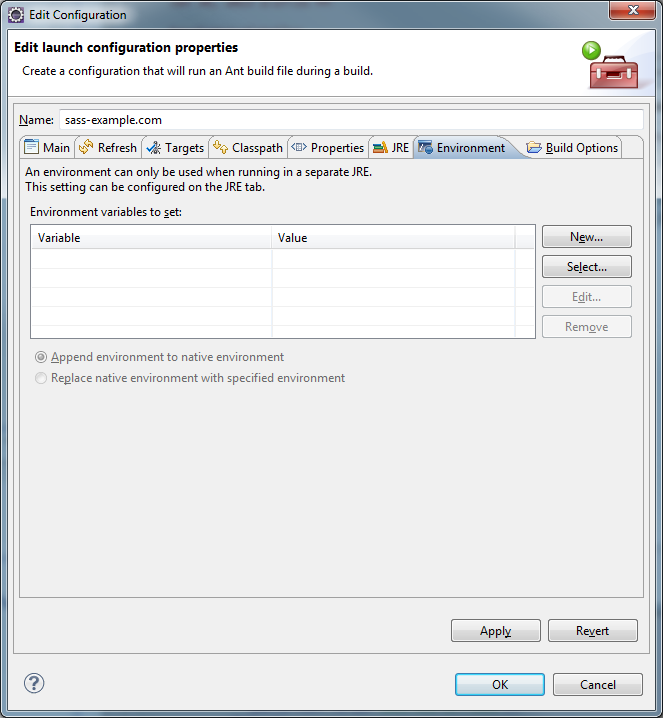 Edit Configuration
Edit launch configuration properties
Create a configuration that will run an Ant build file during a build.
Name: sass-example.com
Main Refresh Targets Classpath Properties JRE Environment Build Options
An environment can only be used when running in a separate JRE.
This setting can be configured on the JRE tab.
Environment variables to set:
Variable Value
New...
Select...
Edit...
Remove
Append environment to native environment
Replace native environment with specified environment
Apply Revert
OK Cancel